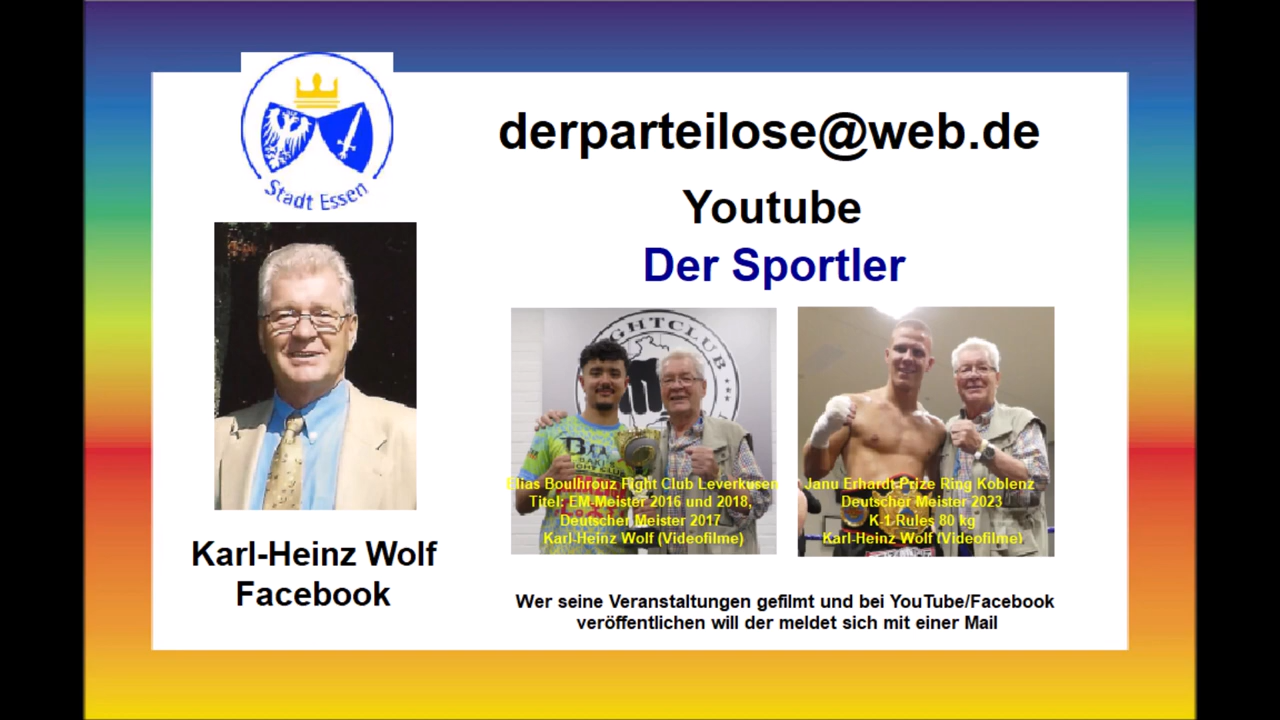 Stadt Essen
derparteilose@web.de
Youtube
Der Sportler
Karl-Heinz Wolf
Facebook
GHTCLUB
Elias Boulhrouz Fight Club Leverkusen
Titel: EM-Meister 2016 und 2018,
Deutscher Meister 2017
Karl-Heinz Wolf (Videofilme)
Janu Erhardt Prize Ring Koblenz
Deutscher Meister 2023
K-1 Rules 80 kg
Karl-Heinz Wolf (Videofilme)
Wer seine Veranstaltungen gefilmt und bei YouTube/Facebook
veröffentlichen will der meldet sich mit einer Mail